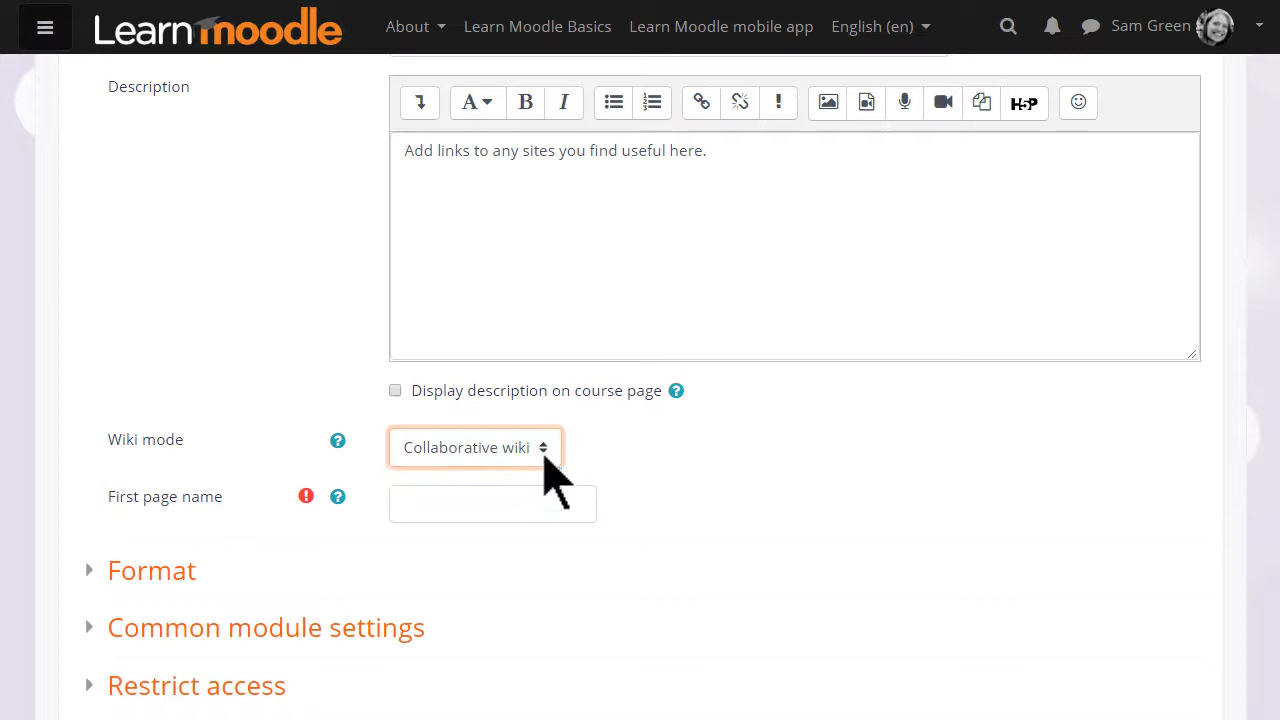 Learn moodle About Learn Moodle Basics Learn Moodle mobile app English (en) Sam Green
Description
A B I H5P
Add links to any sites you find useful here.
Display description on course page ?
Wiki mode ? Collaborative wiki
First page name ! ?
Format
Common module settings
Restrict access